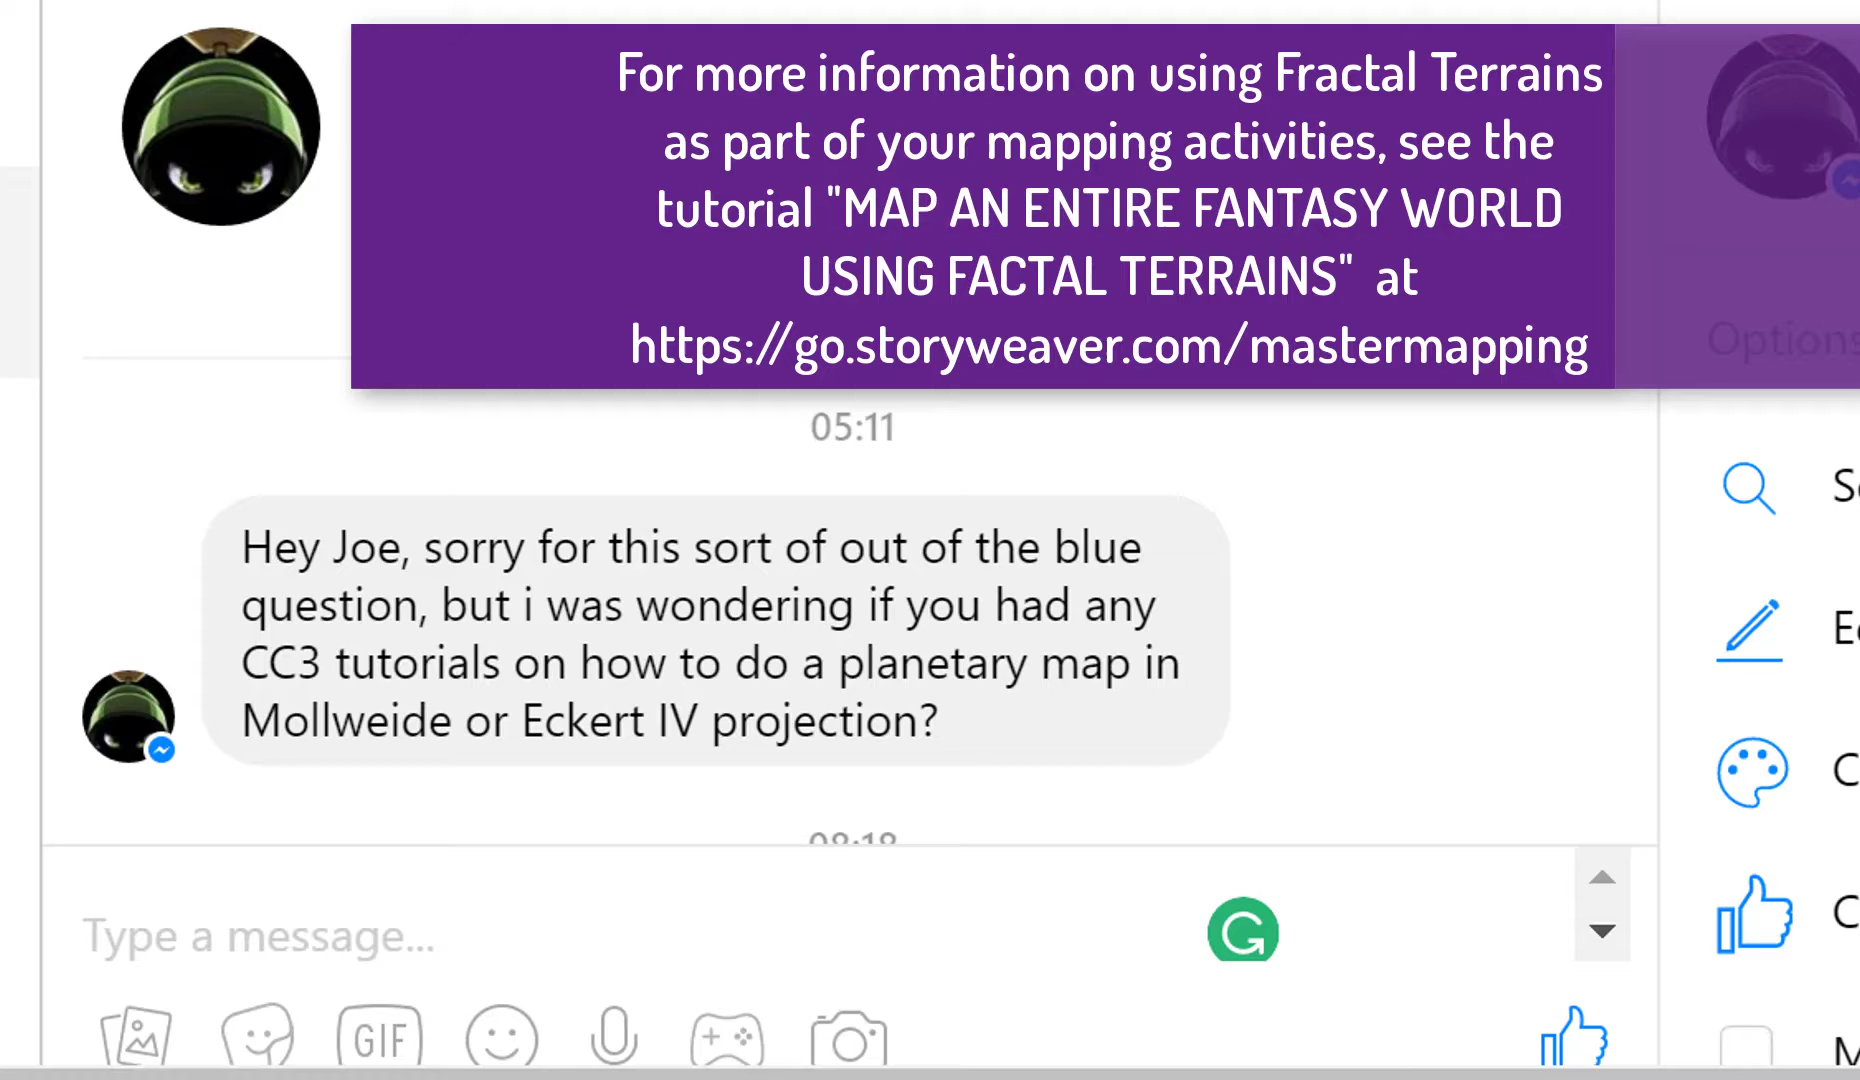 For more information on using Fractal Terrains
as part of your mapping activities, see the
tutorial "MAP AN ENTIRE FANTASY WORLD
USING FACTAL TERRAINS" at
https://go.storyweaver.com/mastermapping
Options
05:11
Hey Joe, sorry for this sort of out of the blue
question, but i was wondering if you had any
CC3 tutorials on how to do a planetary map in
Mollweide or Eckert IV projection?
08:18
Type a message...
GIF